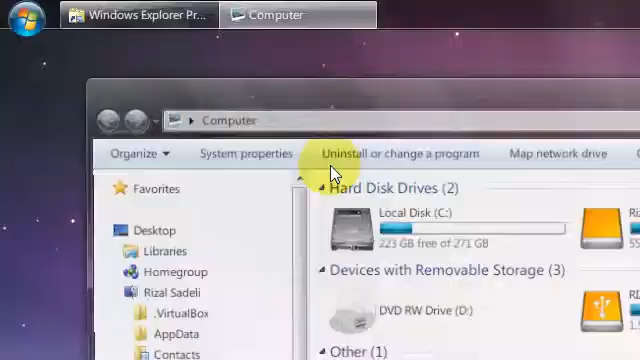 Windows Explorer Pr... Computer
Computer
Organize System properties Uninstall or change a program Map network drive
Favorites
Hard Disk Drives (2)
Desktop
Local Disk (C:)
Libraries
223 GB free of 271 GB
Homegroup
Devices with Removable Storage (3)
Rizal Sadeli
.VirtualBox
DVD RW Drive (D:)
AppData
Contacts
Other (1)